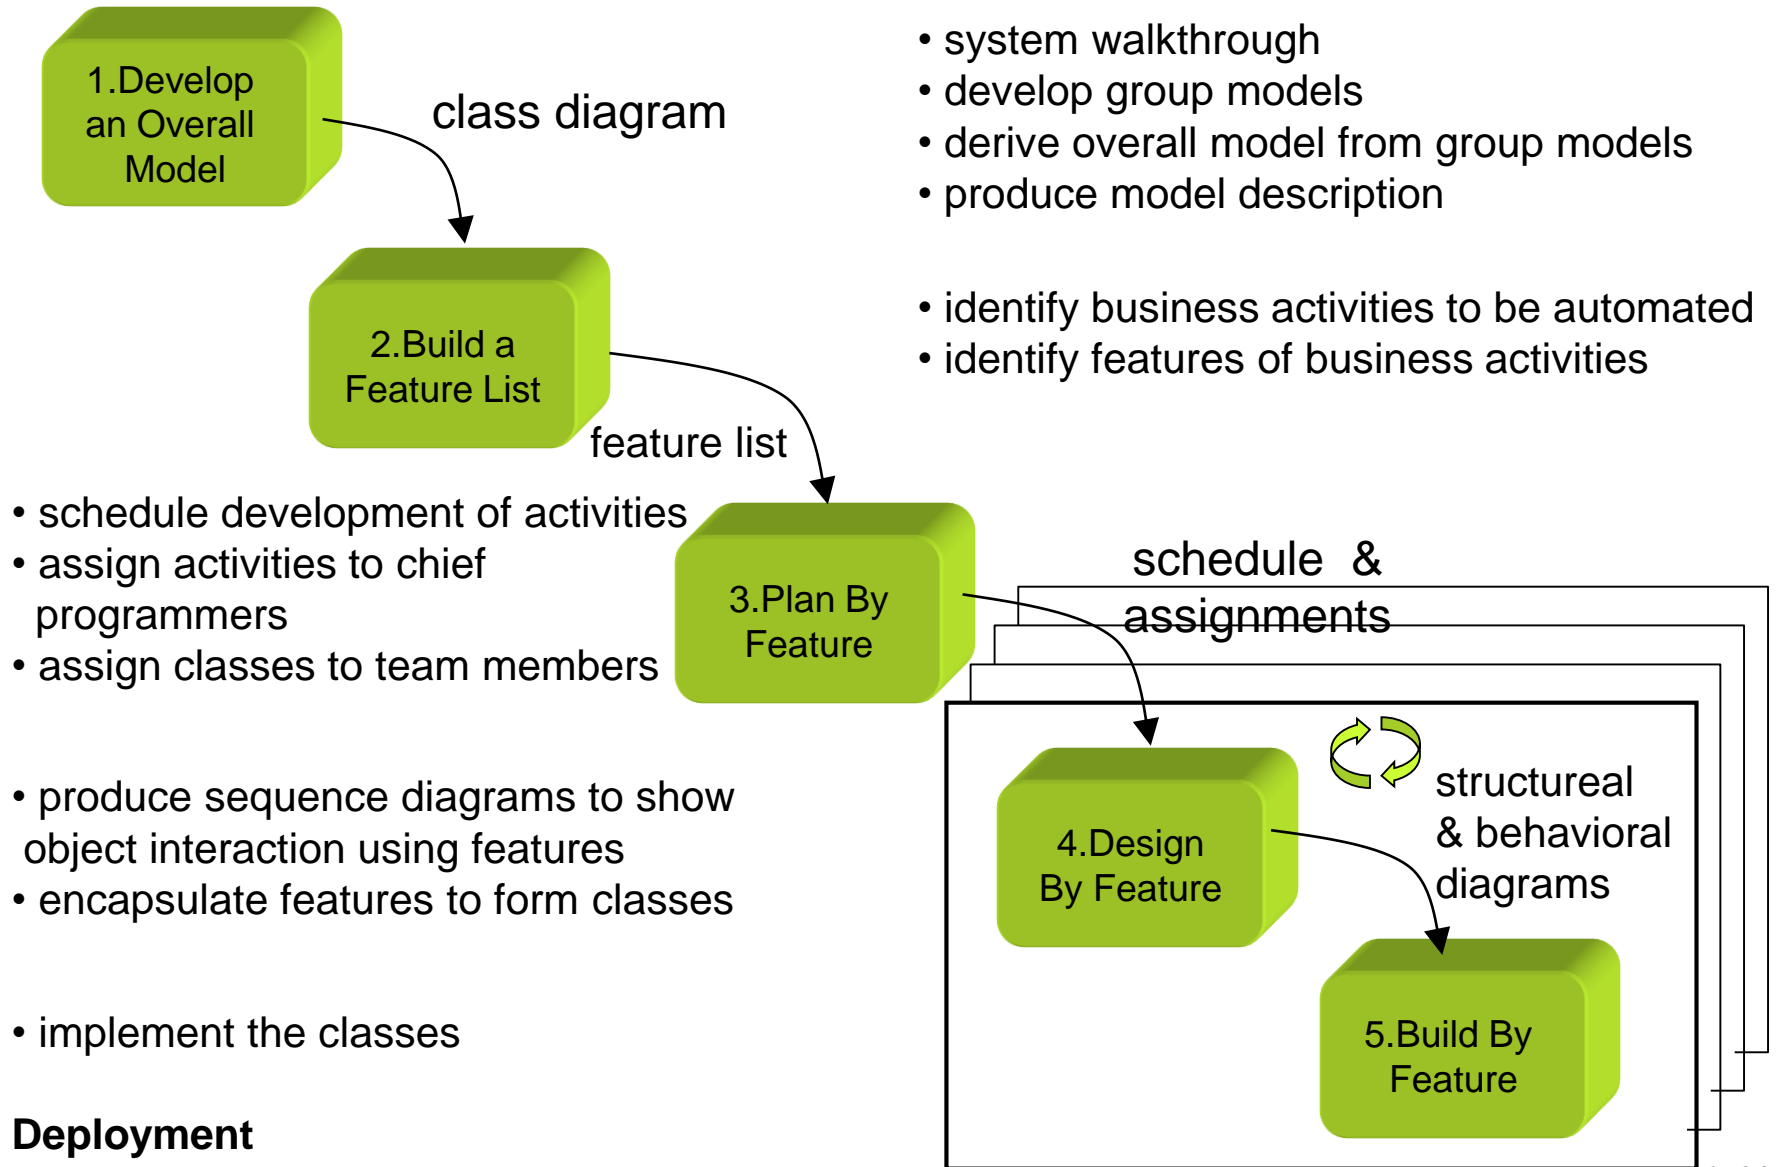 1.Develop
an Overall
Model
class diagram
• system walkthrough
• develop group models
• derive overall model from group models
• produce model description
2.Build a
Feature List
• identify business activities to be automated
• identify features of business activities
feature list
• schedule development of activities
• assign activities to chief
programmers
• assign classes to team members
3.Plan By
Feature
schedule &
assignments
• produce sequence diagrams to show
object interaction using features
• encapsulate features to form classes
4.Design
By Feature
structureal
& behavioral
diagrams
• implement the classes
5.Build By
Feature
Deployment